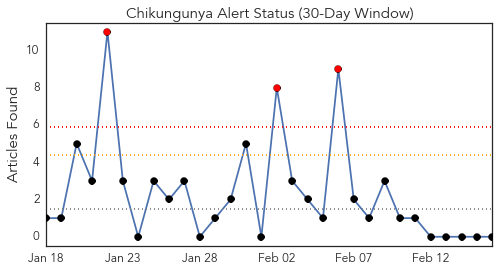 Chikungunya Alert Status (30-Day Window)
Articles Found
10
8
6
4
2
0
Jan 18 Jan 23 Jan 28 Feb 02 Feb 07 Feb 12